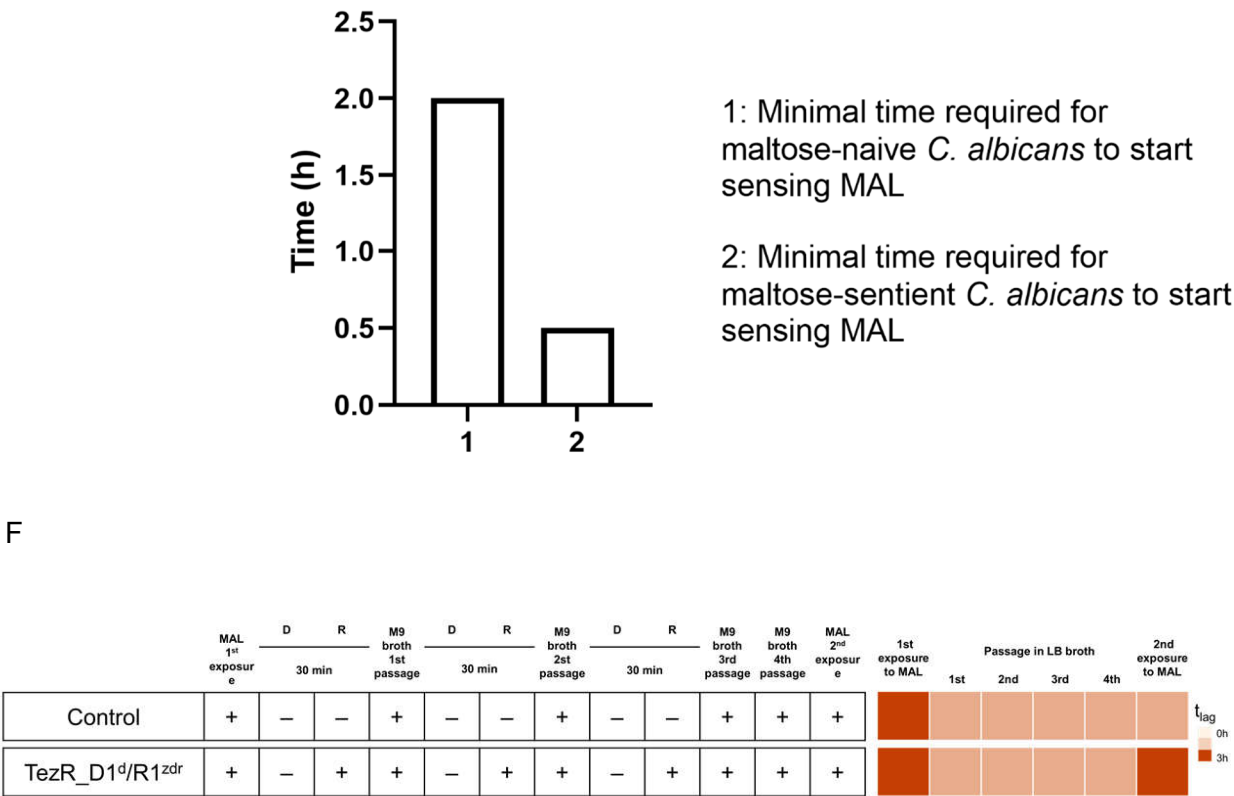 2.5
2.0
1.5
1.0
0.5
0.0
Time (h)
1
2
1: Minimal time required for
maltose-naive C. albicans to start
sensing MAL
2: Minimal time required for
maltose-sentient C. albicans to start
sensing MAL
F
MAL 1st exposur e
D R
30 min
M9 broth 1st passage
D R
30 min
M9 broth 2st passage
D R
30 min
M9 broth 3rd passage
M9 broth 4th passage
MAL 2nd exposur e
1st exposure to MAL
Passage in LB broth
1st 2nd 3rd 4th
2nd exposure to MAL
Control + – – + – – + – – + + +
TezR_D1d/R1zdr + – + + – + + – + + + +
tlag
0h
3h